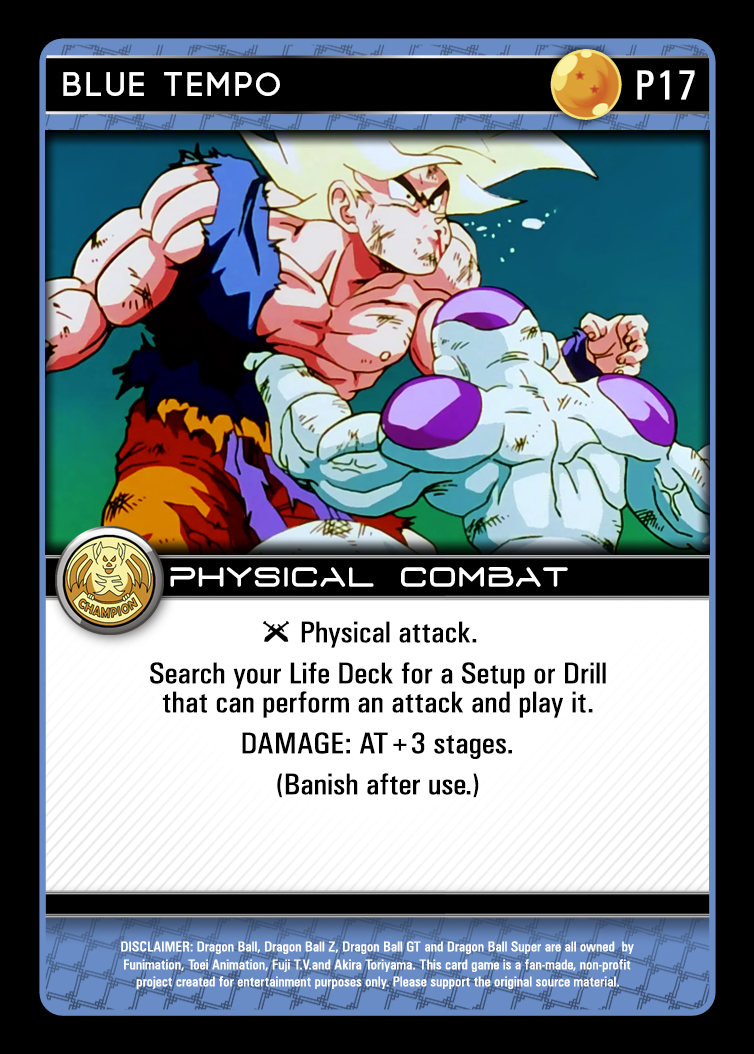 BLUE TEMPO
P17
CHAMPION
PHYSICAL COMBAT
Physical attack.
Search your Life Deck for a Setup or Drill
that can perform an attack and play it.
DAMAGE: AT+3 stages.
(Banish after use.)
DISCLAIMER: Dragon Ball, Dragon Ball Z, Dragon Ball GT and Dragon Ball Super are all owned by
Funimation, Toei Animation, Fuji T.V.and Akira Toriyama. This card game is a fan-made, non-profit
project created for entertainment purposes only. Please support the original source material.